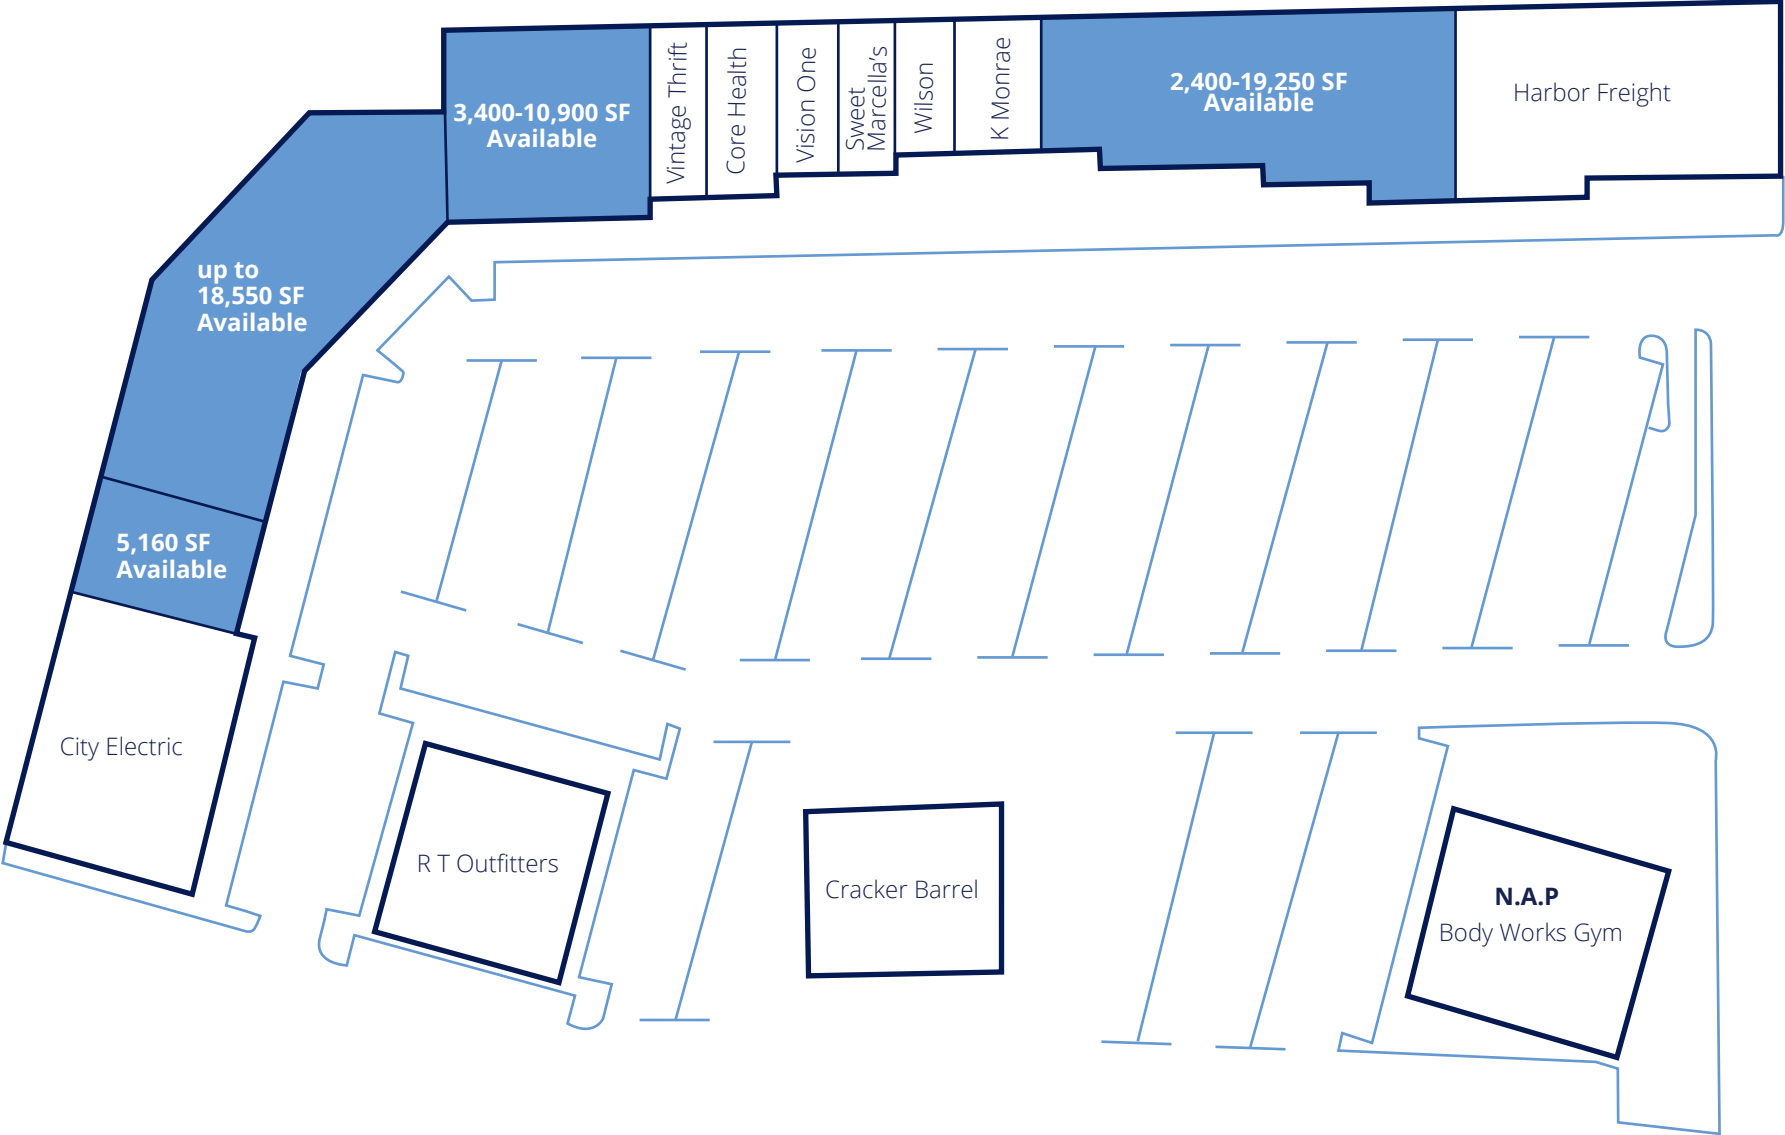 3,400-10,900 SF
Available
Vintage Thrift
Core Health
Vision One
Sweet
Marcella's
Wilson
K Monrae
2,400-19,250 SF
Available
Harbor Freight
up to
18,550 SF
Available
5,160 SF
Available
City Electric
R T Outfitters
Cracker Barrel
N.A.P
Body Works Gym